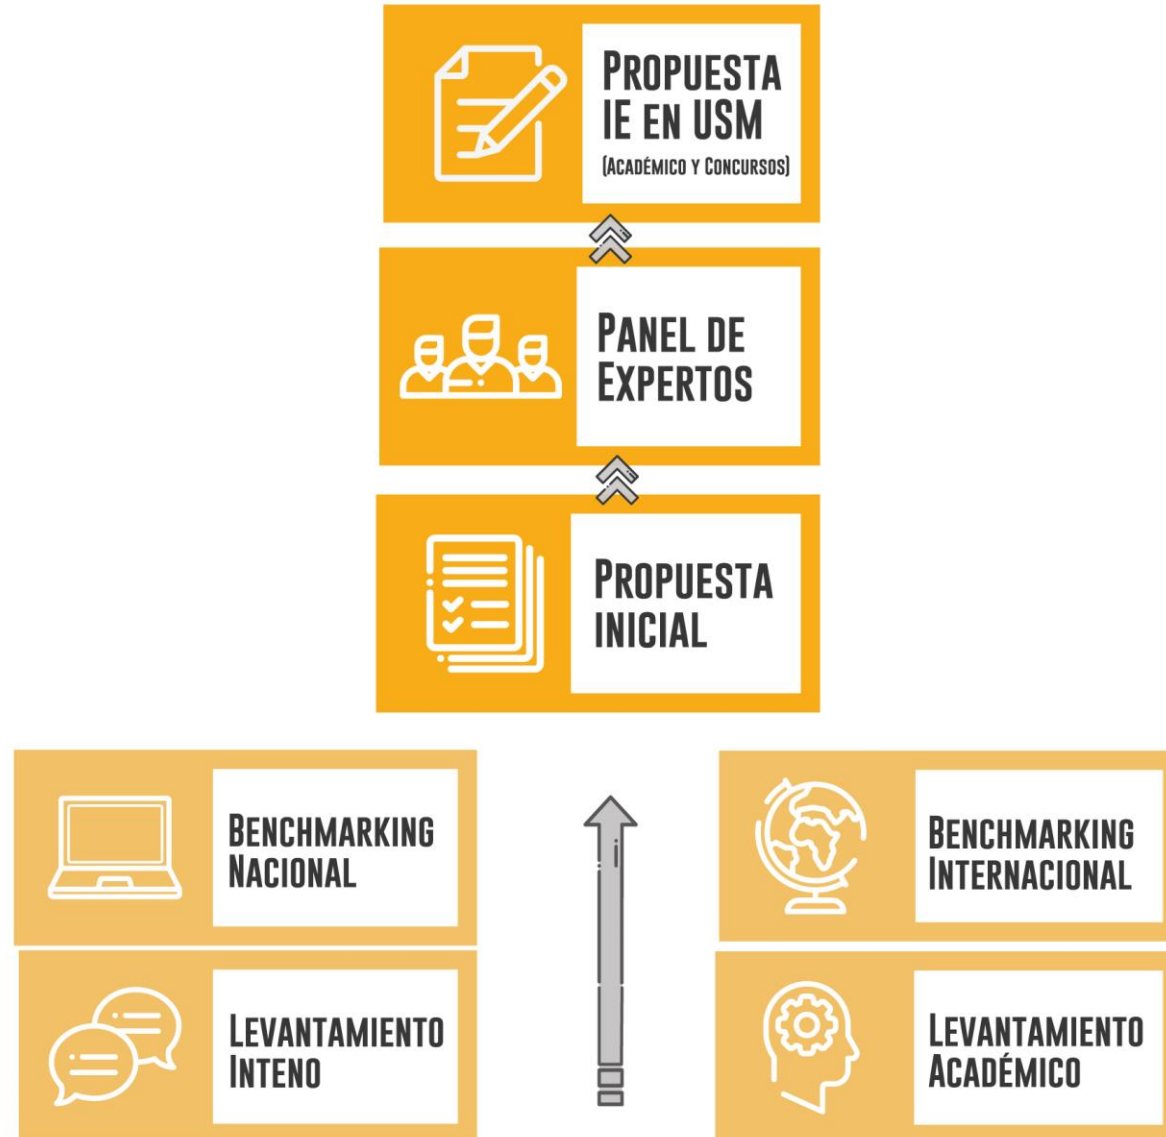 PROPUESTA
IE EN USM
(ACADÉMICO Y CONCURSOS)
PANEL DE
EXPERTOS
PROPUESTA
INICIAL
BENCHMARKING
NACIONAL
BENCHMARKING
INTERNACIONAL
LEVANTAMIENTO
INTENO
LEVANTAMIENTO
ACADÉMICO